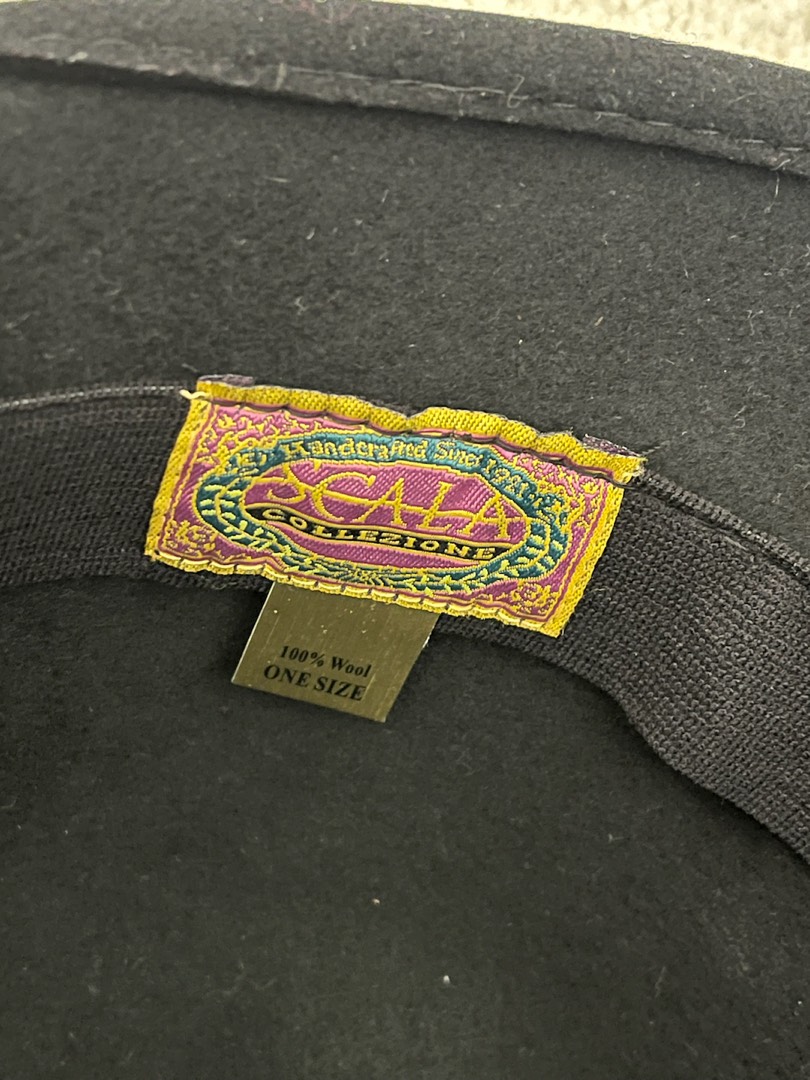 Handcrafted Since
SCALA
COLLEZIONE
100% Wool
ONE SIZE